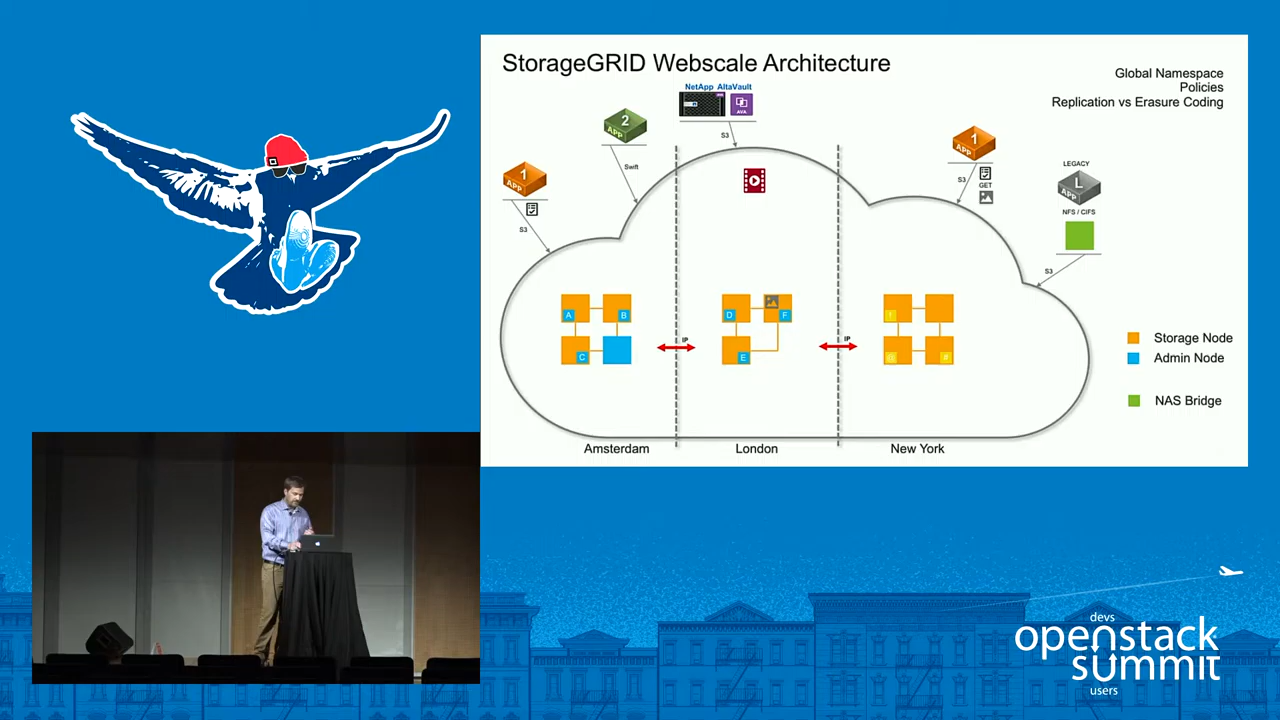 StorageGRID Webscale Architecture
Global Namespace
Policies
Replication vs Erasure Coding
NetApp AltaVault
AVA
S3
2
APP
Swift
1
APP
S3
1
APP
S3
GET
LEGACY
L
APP
NFS / CIFS
S3
A
B
C
IP
D
F
E
IP
!
#
Storage Node
Admin Node
NAS Bridge
Amsterdam
London
New York
devs
openstack
summit
users